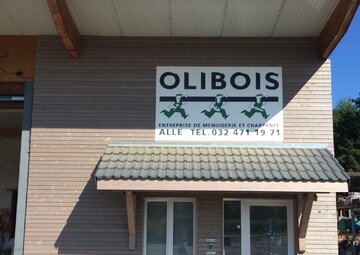 OLIBOIS
ENTREPRISE DE MENUISERIE ET CHARPENTE
ALLE TEL. 032 471 19 71